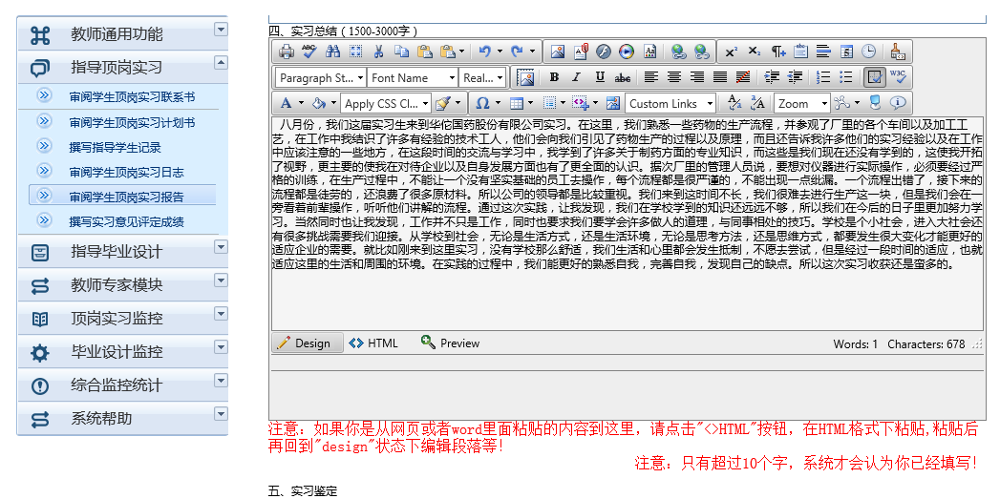 教师通用功能
指导顶岗实习
审阅学生顶岗实习联系书
审阅学生顶岗实习计划书
撰写指导学生记录
审阅学生顶岗实习日志
审阅学生顶岗实习报告
撰写实习意见评定成绩
指导毕业设计
教师专家模块
顶岗实习监控
毕业设计监控
综合监控统计
系统帮助
四、实习总结（1500-3000字）
Paragraph St... Font Name Real... B I U abc W3C
A Apply CSS Cl... Ω Custom Links Zoom
八月份，我们这届实习生来到华佗国药股份有限公司实习。在这里，我们熟悉一些药物的生产流程，并参观了厂里的各个车间以及加工工
艺，在工作中我结识了许多有经验的技术工人，他们会向我们引见了药物生产的过程以及原理，而且还告诉我许多他们的实习经验以及在工作
中应该注意的一些地方，在这段时间的交流与学习中，我学到了许多关于制药方面的专业知识，而这些是我们现在还没有学到的，这使我开拓
了视野，更主要的使我在对待企业以及自身发展方面也有了更全面的认识。据次厂里的管理人员说，要想对仪器进行实际操作，必须要经过严
格的训练，在生产过程中，不能让一个没有坚实基础的员工去操作，每个流程都是很严谨的，不能出现一点纰漏。一个流程出错了，接下来的
流程都是徒劳的，还浪费了很多原材料。所以公司的领导都是比较重视。我们来到这时间不长，我们很难去进行生产这一块，但是我们会在一
旁看着前辈操作，听听他们讲解的流程。通过这次实践，让我发现，我们在学校学到的知识还远远不够，所以我们在今后的日子里更加努力学
习。当然同时也让我发现，工作并不只是工作，同时也要求我们要学会许多做人的道理，与同事相处的技巧。学校是个小社会，进入大社会还
有很多挑战需要我们迎接。从学校到社会，无论是生活方式，还是生活环境，无论是思考方法，还是思维方式，都要发生很大变化才能更好的
适应企业的需要。就比如刚来到这里实习，没有学校那么舒适，我们生活和心里都会发生抵制，不愿去尝试，但是经过一段时间的适应，也就
适应这里的生活和周围的环境。在实践的过程中，我们能更好的熟悉自我，完善自我，发现自己的缺点。所以这次实习收获还是蛮多的。
Design HTML Preview Words: 1 Characters: 678
注意：如果你是从网页或者word里面粘贴的内容到这里，请点击"<>HTML"按钮，在HTML格式下粘贴,粘贴后
再回到"design"状态下编辑段落等!
注意：只有超过10个字，系统才会认为你已经填写!
五、实习鉴定